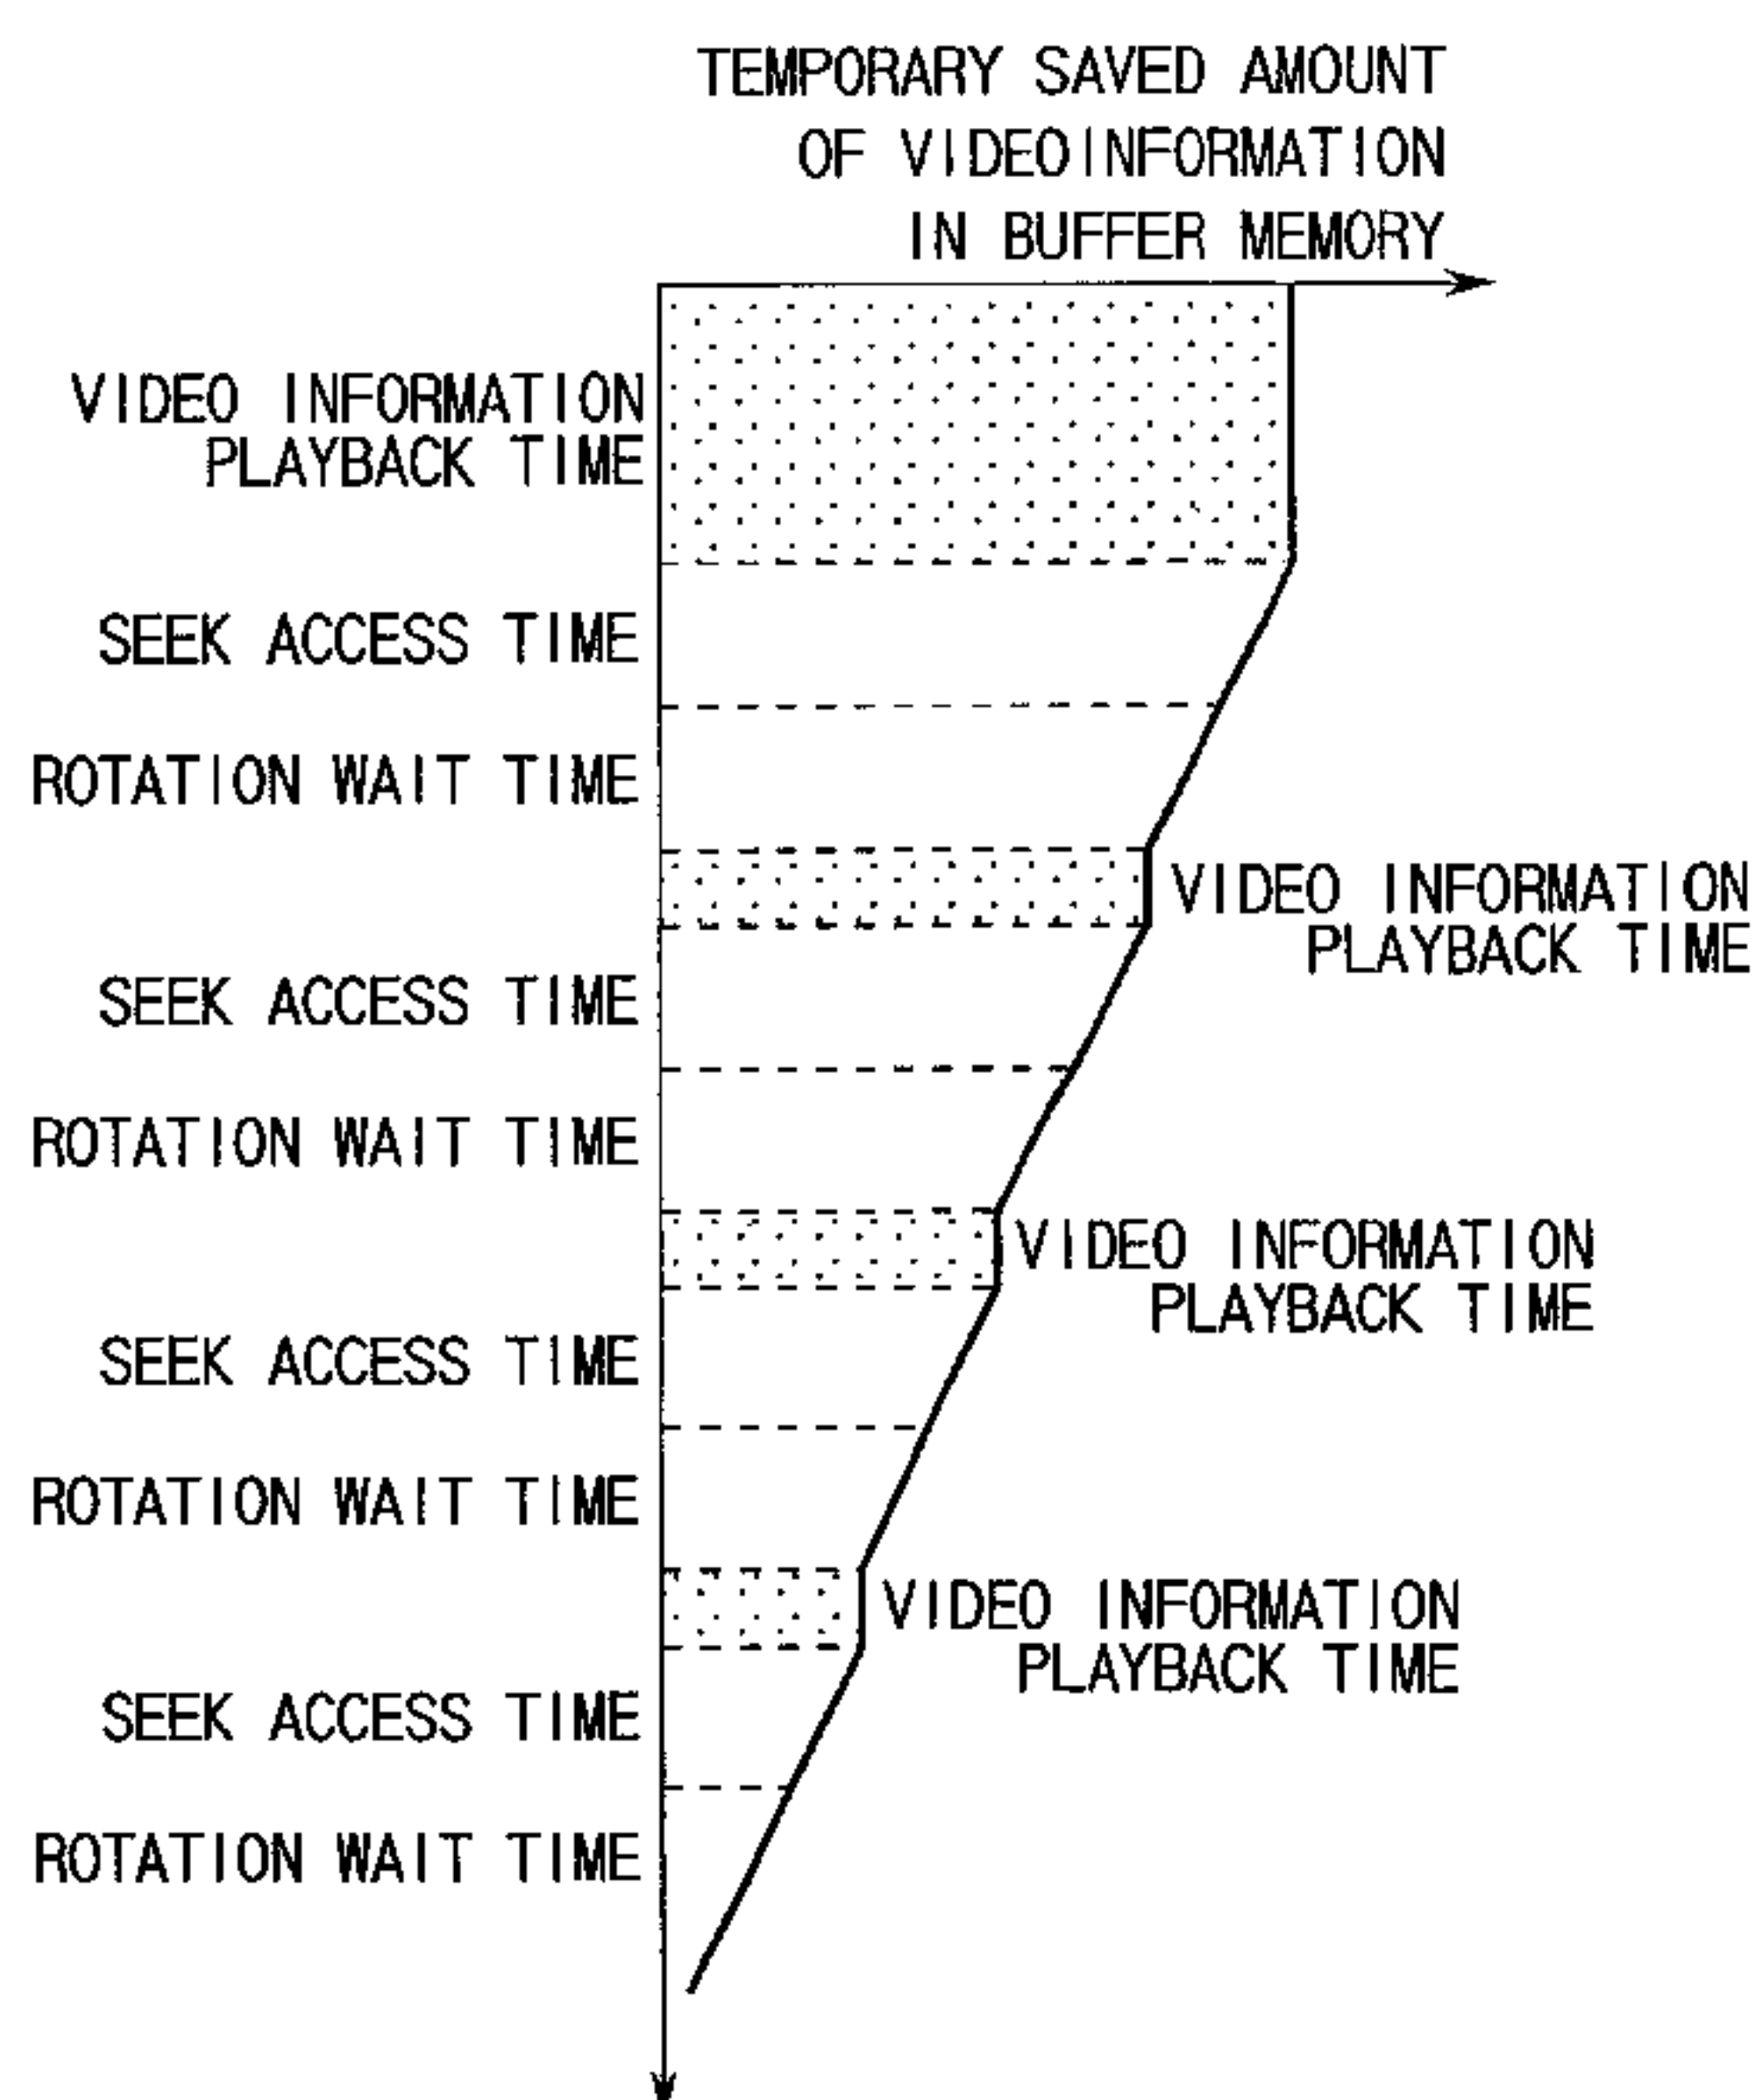 TEMPORARY SAVED AMOUNT
OF VIDEOINFORMATION
IN BUFFER MEMORY
VIDEO INFORMATION
PLAYBACK TIME
SEEK ACCESS TIME
ROTATION WAIT TIME
VIDEO INFORMATION
PLAYBACK TIME
SEEK ACCESS TIME
ROTATION WAIT TIME
VIDEO INFORMATION
PLAYBACK TIME
SEEK ACCESS TIME
ROTATION WAIT TIME
VIDEO INFORMATION
PLAYBACK TIME
SEEK ACCESS TIME
ROTATION WAIT TIME